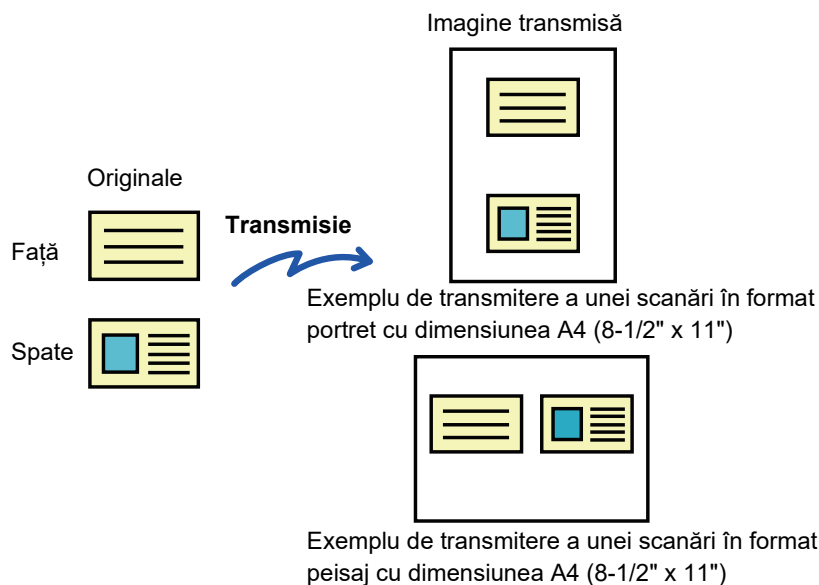 Imagine transmisă
Originale
Transmisie
Față
Spate
Exemplu de transmitere a unei scanări în format
portret cu dimensiunea A4 (8-1/2" x 11")
Exemplu de transmitere a unei scanări în format
peisaj cu dimensiunea A4 (8-1/2" x 11")